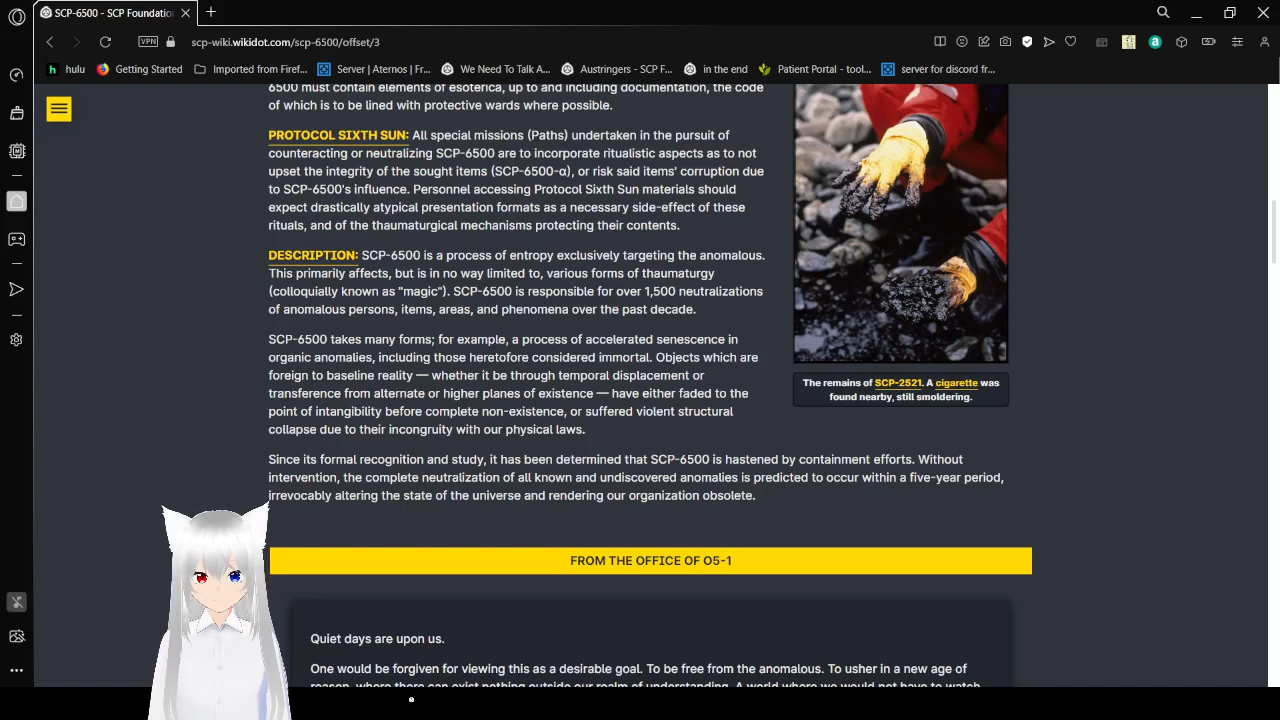 SCP-6500 - SCP Foundatio
VPN
scp-wiki.wikidot.com/scp-6500/offset/3
hulu
Getting Started
Imported from Firef...
Server | Aternos | Fr...
We Need To Talk A...
Austringers - SCP F...
in the end
Patient Portal - tool...
server for discord fr...
6500 must contain elements of esoterica, up to and including documentation, the code
of which is to be lined with protective wards where possible.
PROTOCOL SIXTH SUN: All special missions (Paths) undertaken in the pursuit of
counteracting or neutralizing SCP-6500 are to incorporate ritualistic aspects as to not
upset the integrity of the sought items (SCP-6500-α), or risk said items' corruption due
to SCP-6500's influence. Personnel accessing Protocol Sixth Sun materials should
expect drastically atypical presentation formats as a necessary side-effect of these
rituals, and of the thaumaturgical mechanisms protecting their contents.
DESCRIPTION: SCP-6500 is a process of entropy exclusively targeting the anomalous.
This primarily affects, but is in no way limited to, various forms of thaumaturgy
(colloquially known as "magic"). SCP-6500 is responsible for over 1,500 neutralizations
of anomalous persons, items, areas, and phenomena over the past decade.
SCP-6500 takes many forms; for example, a process of accelerated senescence in
organic anomalies, including those heretofore considered immortal. Objects which are
foreign to baseline reality — whether it be through temporal displacement or
transference from alternate or higher planes of existence — have either faded to the
point of intangibility before complete non-existence, or suffered violent structural
collapse due to their incongruity with our physical laws.
The remains of SCP-2521. A cigarette was
found nearby, still smoldering.
Since its formal recognition and study, it has been determined that SCP-6500 is hastened by containment efforts. Without
intervention, the complete neutralization of all known and undiscovered anomalies is predicted to occur within a five-year period,
irrevocably altering the state of the universe and rendering our organization obsolete.
FROM THE OFFICE OF O5-1
Quiet days are upon us.
One would be forgiven for viewing this as a desirable goal. To be free from the anomalous. To usher in a new age of
reason, where there can exist nothing outside our realm of understanding. A world where we would not have to watch